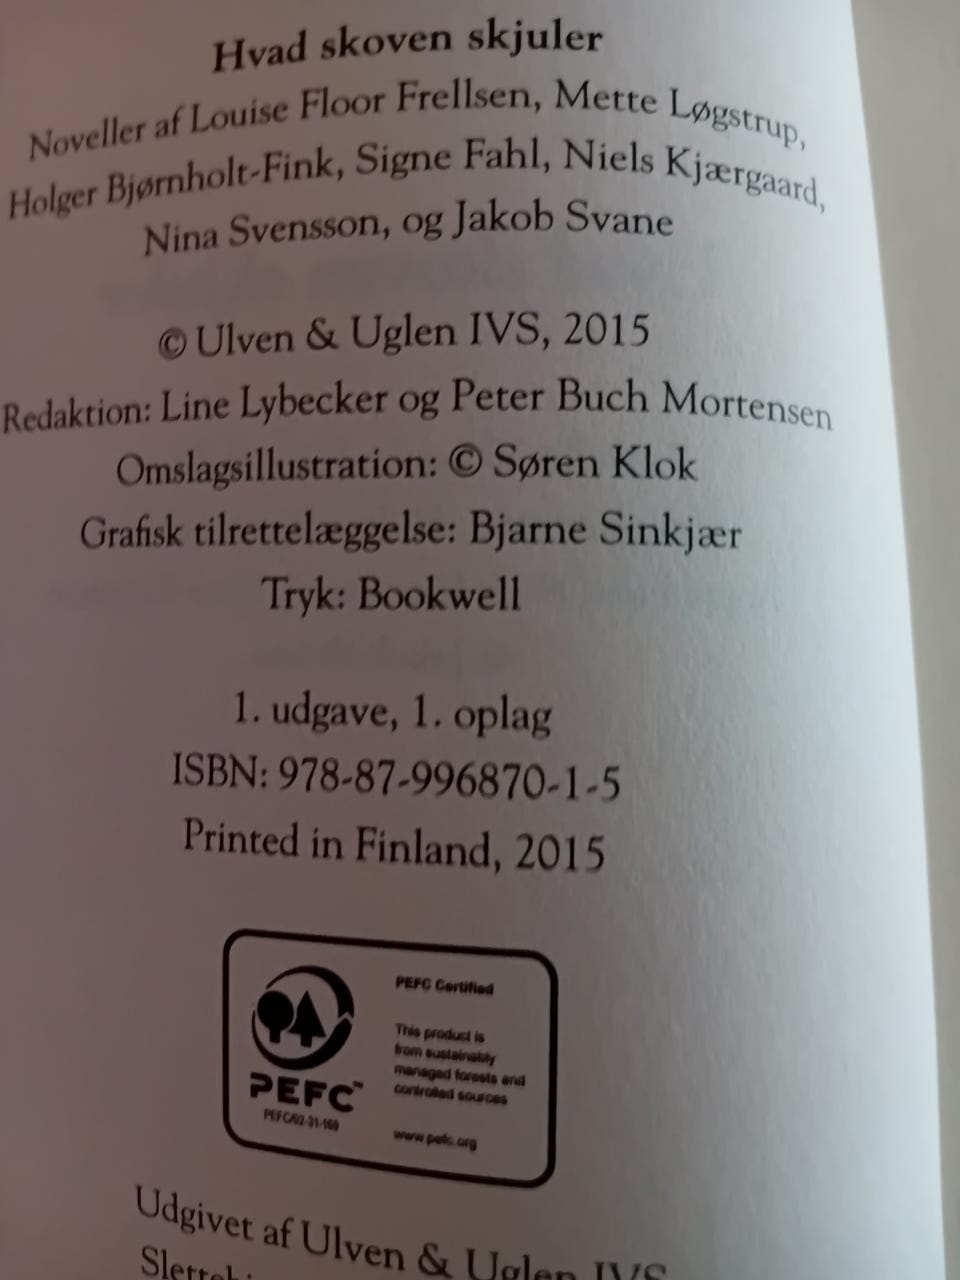 Hvad skoven skjuler
Noveller af Louise Floor Frellsen, Mette Løgstrup,
Holger Bjørnholt-Fink, Signe Fahl, Niels Kjærgaard,
Nina Svensson, og Jakob Svane
© Ulven & Uglen IVS, 2015
Redaktion: Line Lybecker og Peter Buch Mortensen
Omslagsillustration: © Søren Klok
Grafisk tilrettelæggelse: Bjarne Sinkjær
Tryk: Bookwell
1. udgave, 1. oplag
ISBN: 978-87-996870-1-5
Printed in Finland, 2015
PEFC Certified
This product is
from sustainably
managed forests and
controlled sources
www.pefc.org
PEFC™
Udgivet af Ulven & Uglen IVS